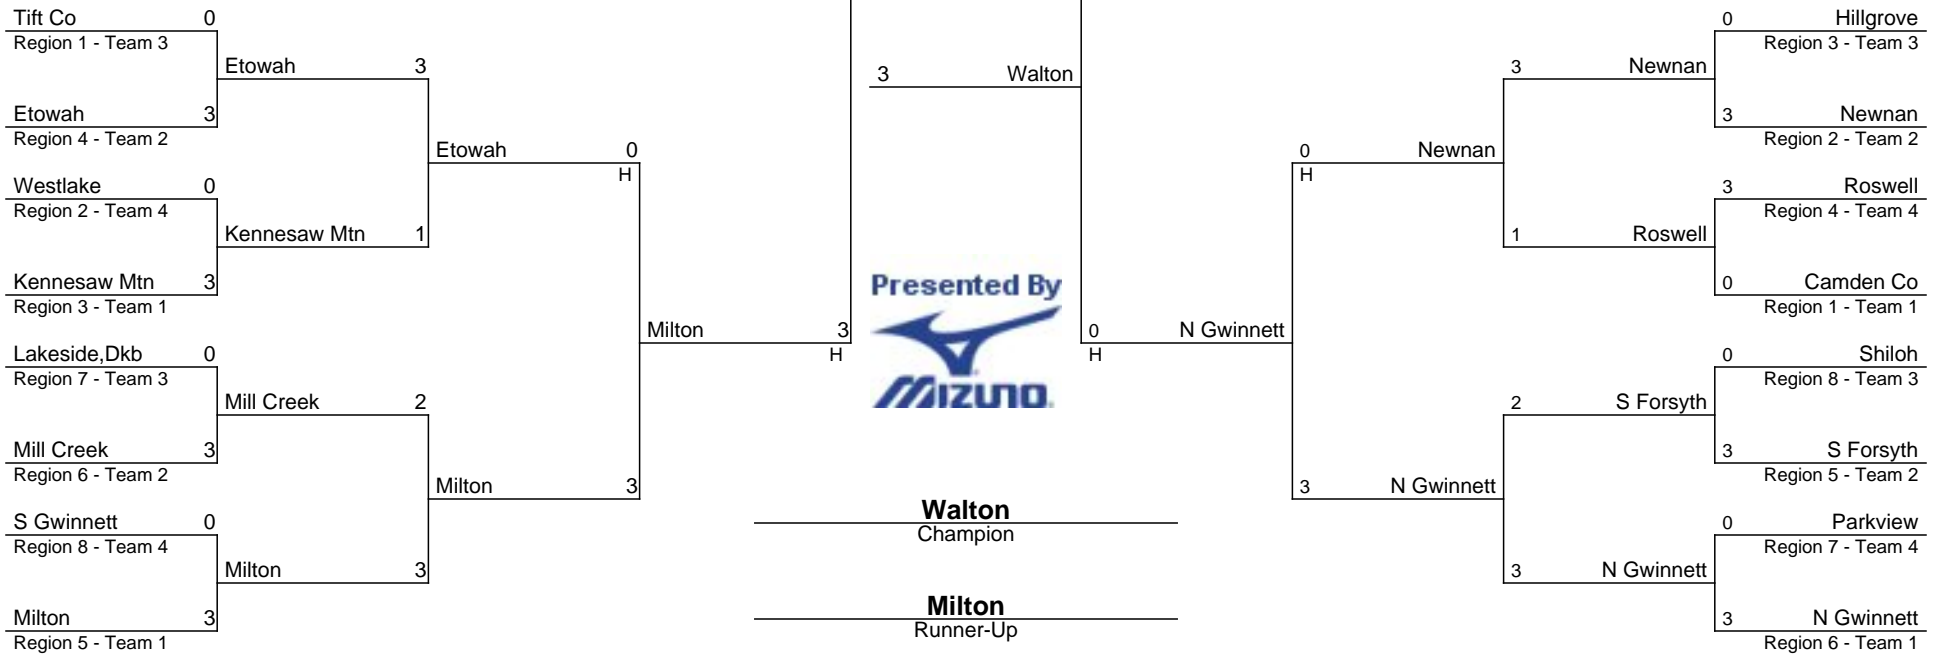 Tift Co 0
Region 1 - Team 3
Etowah 3
Etowah 3
Region 4 - Team 2
Etowah 0
H
Westlake 0
Region 2 - Team 4
Kennesaw Mtn 1
Kennesaw Mtn 3
Region 3 - Team 1
Milton 3
H
Lakeside,Dkb 0
Region 7 - Team 3
Mill Creek 2
Mill Creek 3
Region 6 - Team 2
Milton 3
S Gwinnett 0
Region 8 - Team 4
Milton 3
Milton 3
Region 5 - Team 1
3 Walton
Presented By
MIZUNO
Walton
Champion
Milton
Runner-Up
0 Hillgrove
Region 3 - Team 3
3 Newnan
3 Newnan
Region 2 - Team 2
0 Newnan
H
3 Roswell
Region 4 - Team 4
1 Roswell
0 Camden Co
Region 1 - Team 1
0 N Gwinnett
H
0 Shiloh
Region 8 - Team 3
2 S Forsyth
3 S Forsyth
Region 5 - Team 2
3 N Gwinnett
0 Parkview
Region 7 - Team 4
3 N Gwinnett
3 N Gwinnett
Region 6 - Team 1